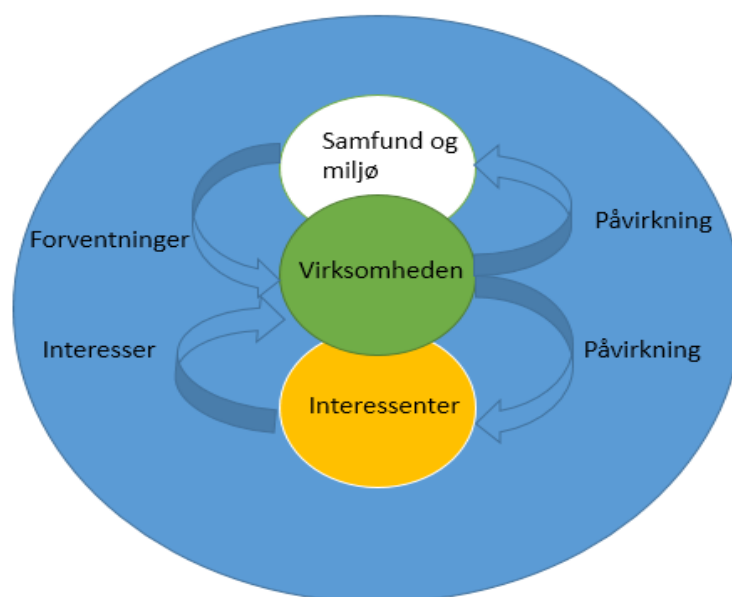 Samfund og
miljø
Påvirkning
Forventninger
Virksomheden
Interesser
Påvirkning
Interessenter